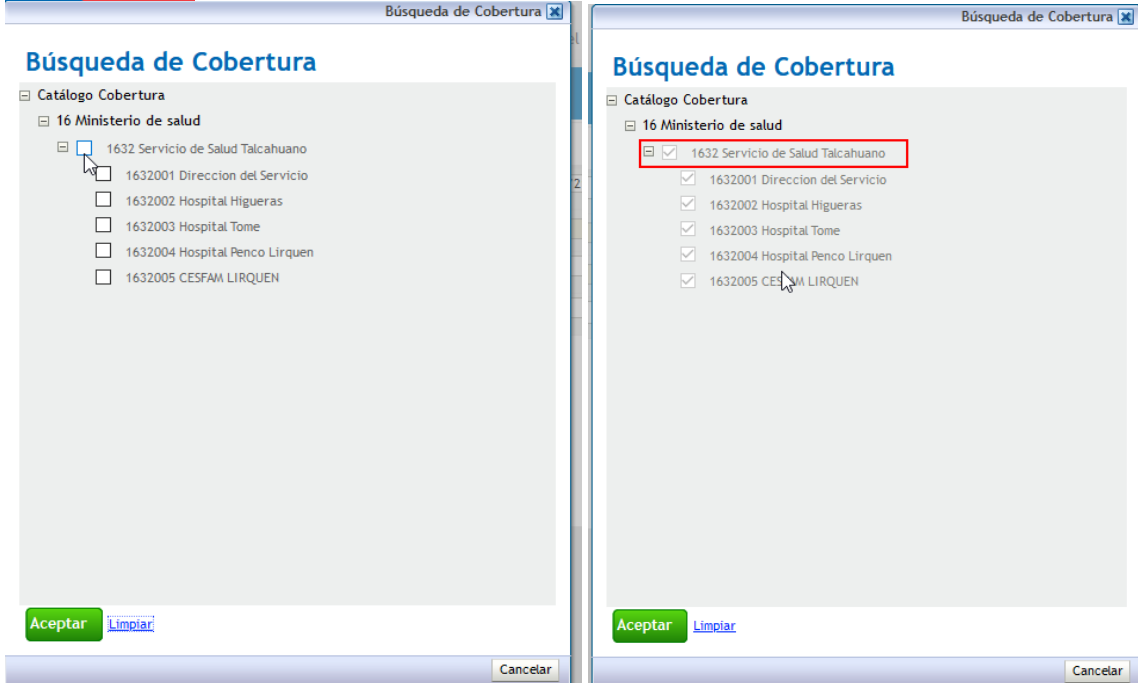 Búsqueda de Cobertura
Búsqueda de Cobertura
Catálogo Cobertura
16 Ministerio de salud
1632 Servicio de Salud Talcahuano
1632001 Direccion del Servicio
1632002 Hospital Higueras
1632003 Hospital Tome
1632004 Hospital Penco Lirquen
1632005 CESFAM LIRQUEN
Aceptar Limpiar
Cancelar
Búsqueda de Cobertura
Búsqueda de Cobertura
Catálogo Cobertura
16 Ministerio de salud
1632 Servicio de Salud Talcahuano
1632001 Direccion del Servicio
1632002 Hospital Higueras
1632003 Hospital Tome
1632004 Hospital Penco Lirquen
1632005 CESFAM LIRQUEN
Aceptar Limpiar
Cancelar